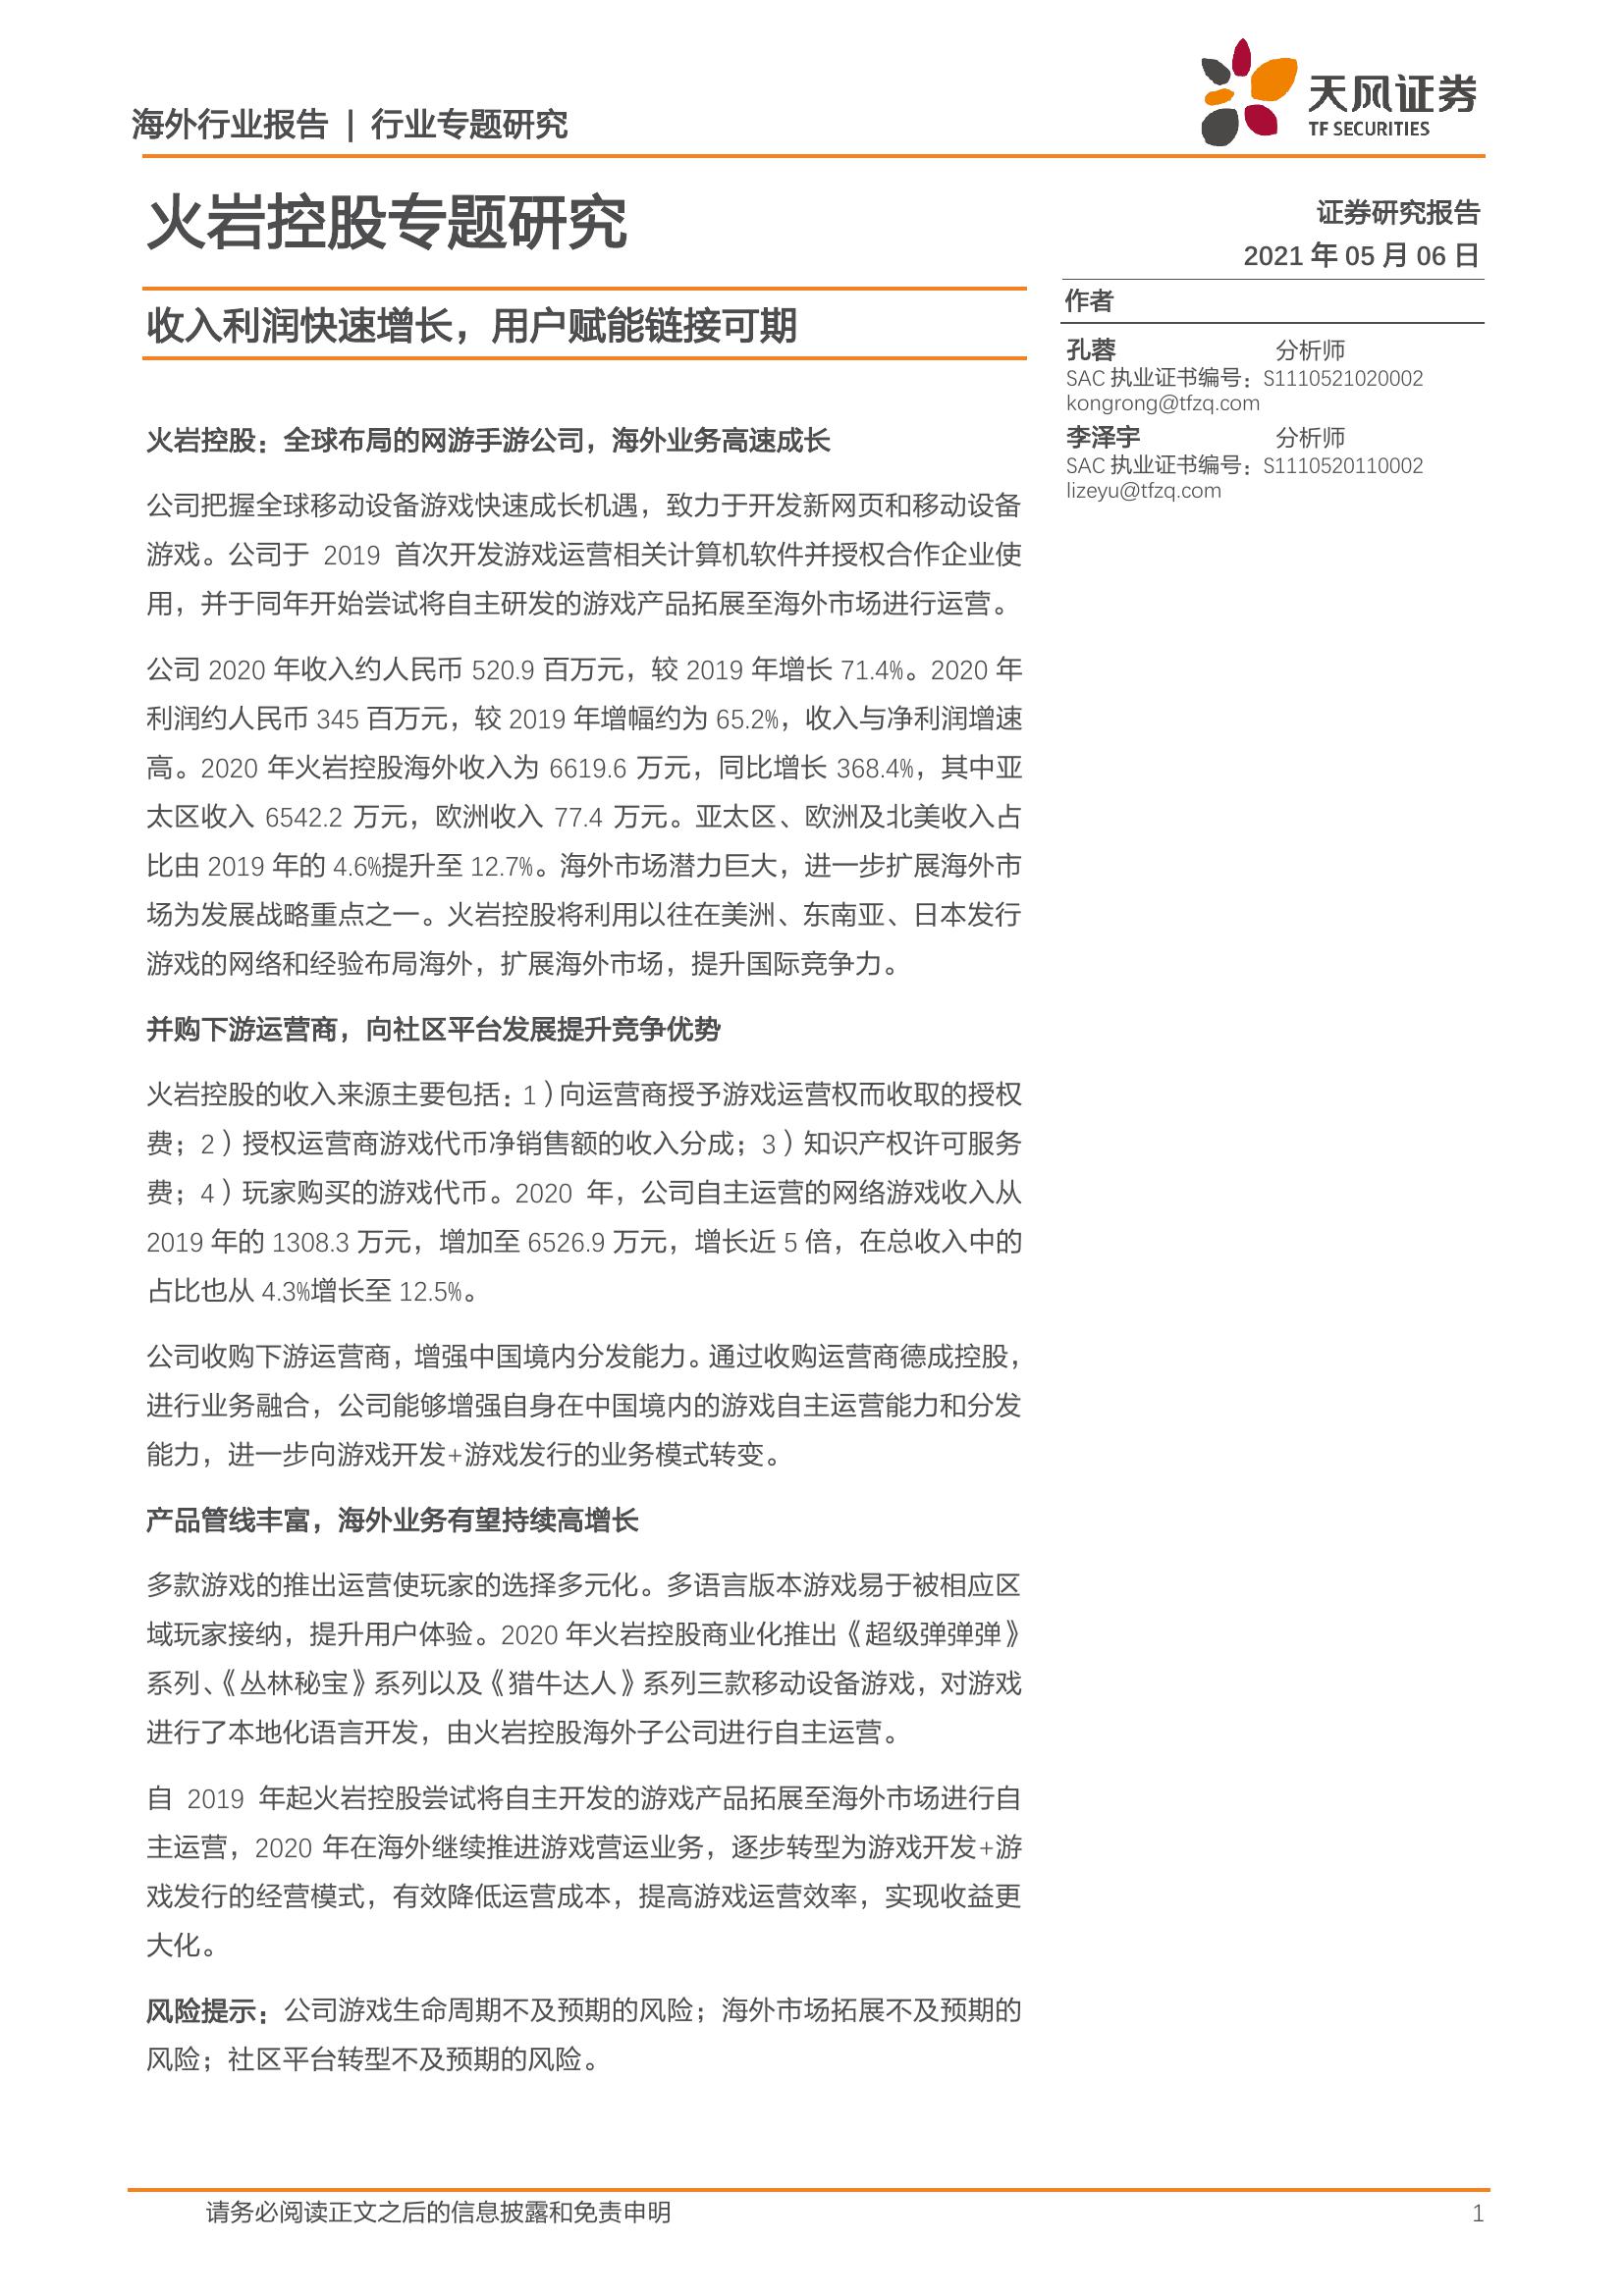 海外行业报告 | 行业专题研究
天风证券
TF SECURITIES
火岩控股专题研究
证券研究报告
2021 年 05 月 06 日
收入利润快速增长，用户赋能链接可期
作者
孔蓉 分析师
SAC 执业证书编号：S1110521020002
kongrong@tfzq.com
李泽宇 分析师
SAC 执业证书编号：S1110520110002
lizeyu@tfzq.com
火岩控股：全球布局的网游手游公司，海外业务高速成长
公司把握全球移动设备游戏快速成长机遇，致力于开发新网页和移动设备
游戏。公司于 2019 首次开发游戏运营相关计算机软件并授权合作企业使
用，并于同年开始尝试将自主研发的游戏产品拓展至海外市场进行运营。
公司 2020 年收入约人民币 520.9 百万元，较 2019 年增长 71.4%。2020 年
利润约人民币 345 百万元，较 2019 年增幅约为 65.2%，收入与净利润增速
高。2020 年火岩控股海外收入为 6619.6 万元，同比增长 368.4%，其中亚
太区收入 6542.2 万元，欧洲收入 77.4 万元。亚太区、欧洲及北美收入占
比由 2019 年的 4.6%提升至 12.7%。海外市场潜力巨大，进一步扩展海外市
场为发展战略重点之一。火岩控股将利用以往在美洲、东南亚、日本发行
游戏的网络和经验布局海外，扩展海外市场，提升国际竞争力。
并购下游运营商，向社区平台发展提升竞争优势
火岩控股的收入来源主要包括：1）向运营商授予游戏运营权而收取的授权
费；2）授权运营商游戏代币净销售额的收入分成；3）知识产权许可服务
费；4）玩家购买的游戏代币。2020 年，公司自主运营的网络游戏收入从
2019 年的 1308.3 万元，增加至 6526.9 万元，增长近 5 倍，在总收入中的
占比也从 4.3%增长至 12.5%。
公司收购下游运营商，增强中国境内分发能力。通过收购运营商德成控股，
进行业务融合，公司能够增强自身在中国境内的游戏自主运营能力和分发
能力，进一步向游戏开发+游戏发行的业务模式转变。
产品管线丰富，海外业务有望持续高增长
多款游戏的推出运营使玩家的选择多元化。多语言版本游戏易于被相应区
域玩家接纳，提升用户体验。2020 年火岩控股商业化推出《超级弹弹弹》
系列、《丛林秘宝》系列以及《猎牛达人》系列三款移动设备游戏，对游戏
进行了本地化语言开发，由火岩控股海外子公司进行自主运营。
自 2019 年起火岩控股尝试将自主开发的游戏产品拓展至海外市场进行自
主运营，2020 年在海外继续推进游戏营运业务，逐步转型为游戏开发+游
戏发行的经营模式，有效降低运营成本，提高游戏运营效率，实现收益更
大化。
风险提示：公司游戏生命周期不及预期的风险；海外市场拓展不及预期的
风险；社区平台转型不及预期的风险。
请务必阅读正文之后的信息披露和免责申明
1